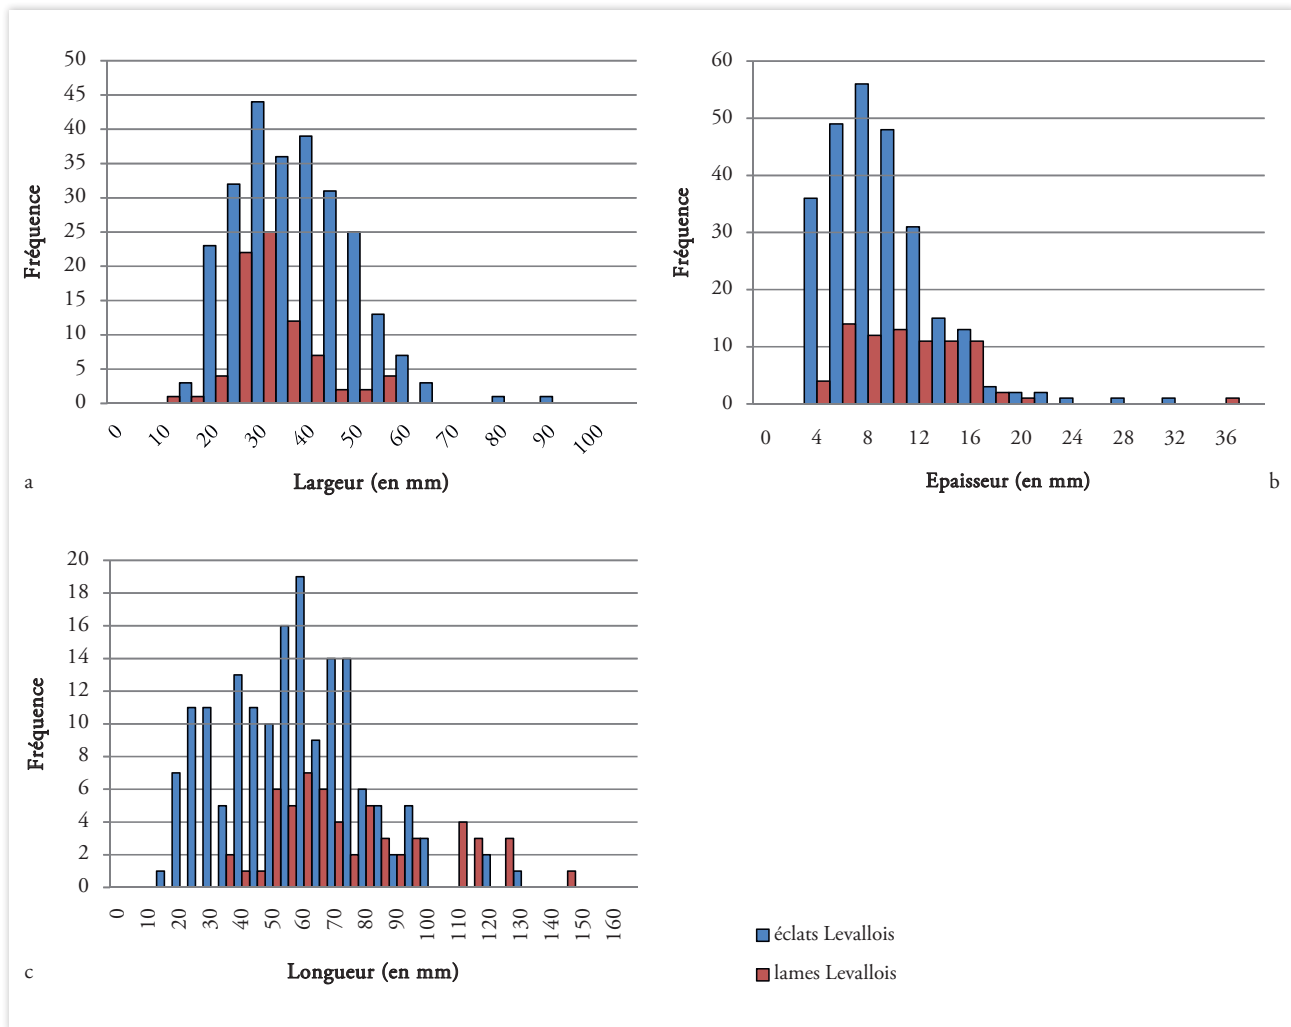 50
45
40
35
30
25
20
15
10
5
0
Fréquence
0 10 20 30 40 50 60 70 80 90 100
Largeur (en mm)
a
60
50
40
30
20
10
0
Fréquence
0 4 8 12 16 20 24 28 32 36
Epaisseur (en mm)
b
20
18
16
14
12
10
8
6
4
2
0
Fréquence
0 10 20 30 40 50 60 70 80 90 100 110 120 130 140 150 160
Longueur (en mm)
c
éclats Levallois
lames Levallois